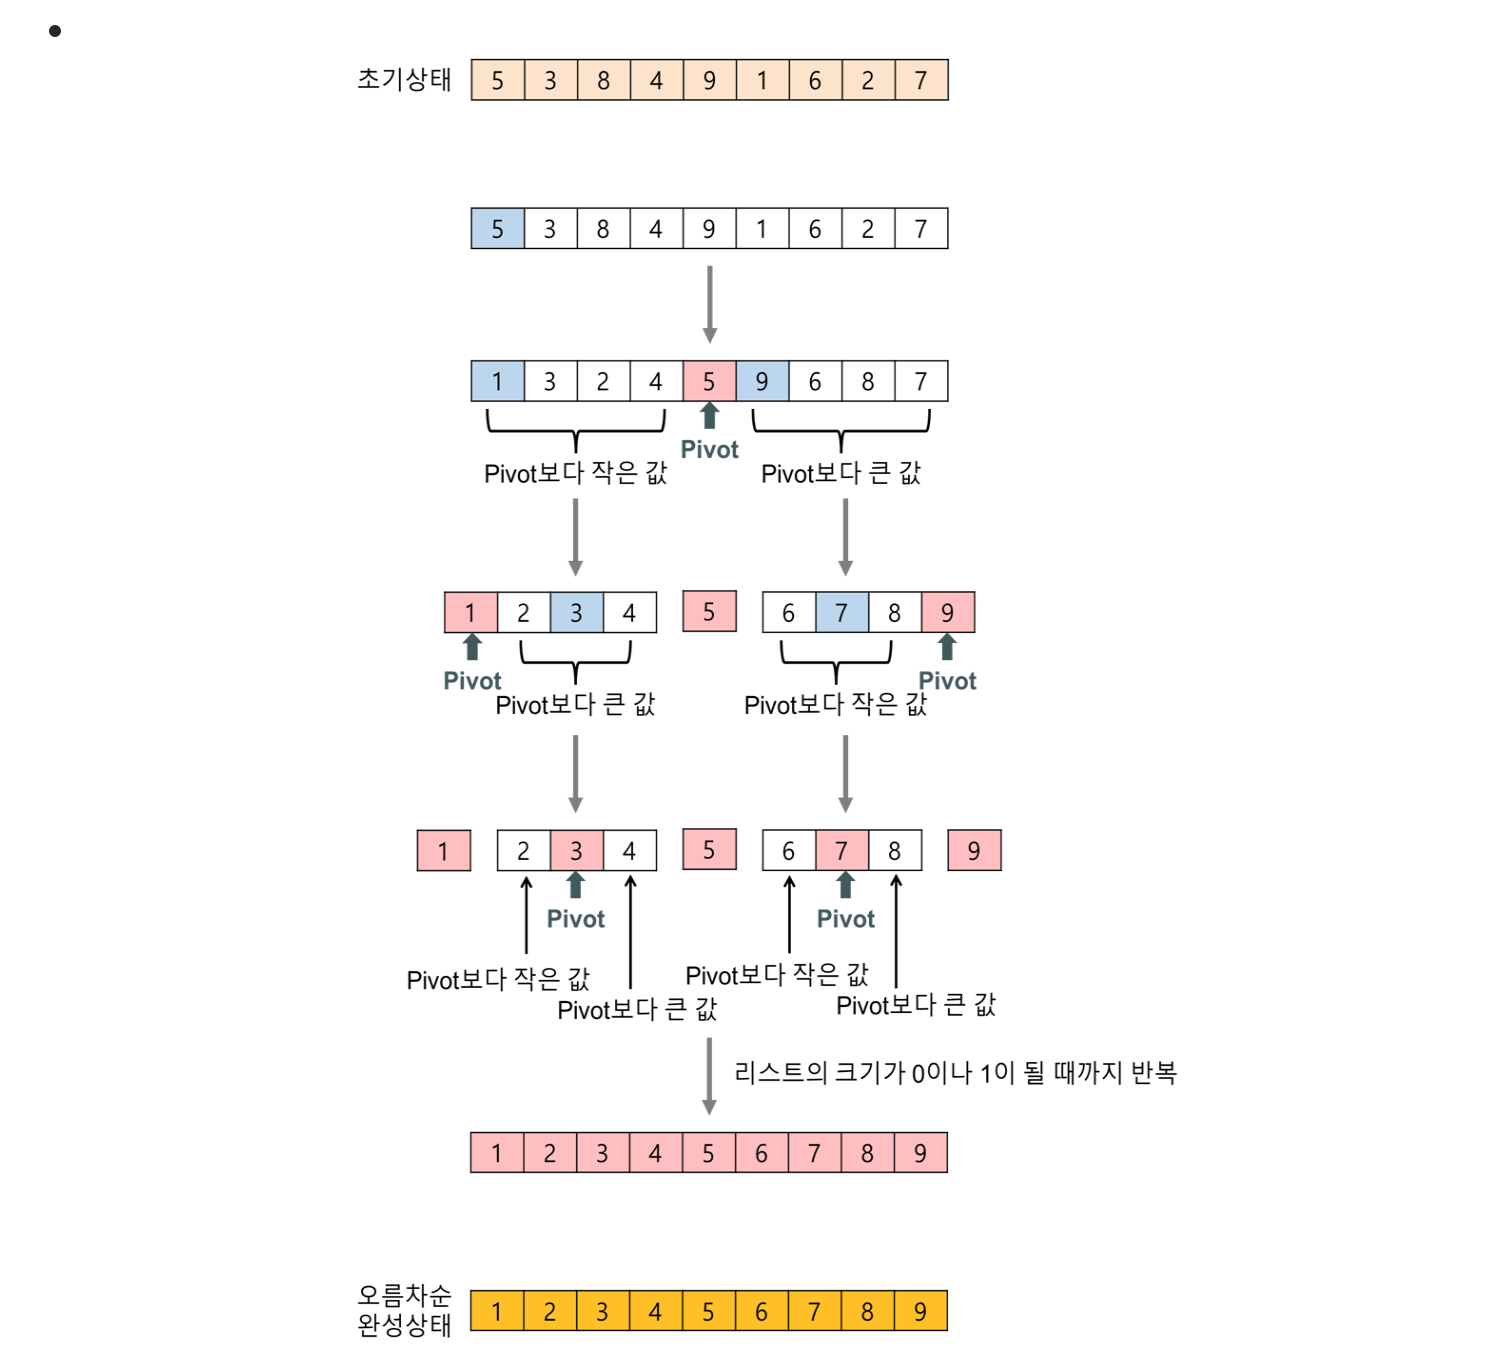 초기상태 5 3 8 4 9 1 6 2 7
5 3 8 4 9 1 6 2 7
1 3 2 4 5 9 6 8 7
Pivot
Pivot보다 작은 값 Pivot보다 큰 값
1 2 3 4 5 6 7 8 9
Pivot Pivot
Pivot보다 큰 값 Pivot보다 작은 값
1 2 3 4 5 6 7 8 9
Pivot Pivot
Pivot보다 작은 값 Pivot보다 작은 값
Pivot보다 큰 값 Pivot보다 큰 값
리스트의 크기가 0이나 1이 될 때까지 반복
1 2 3 4 5 6 7 8 9
오름차순
완성상태 1 2 3 4 5 6 7 8 9